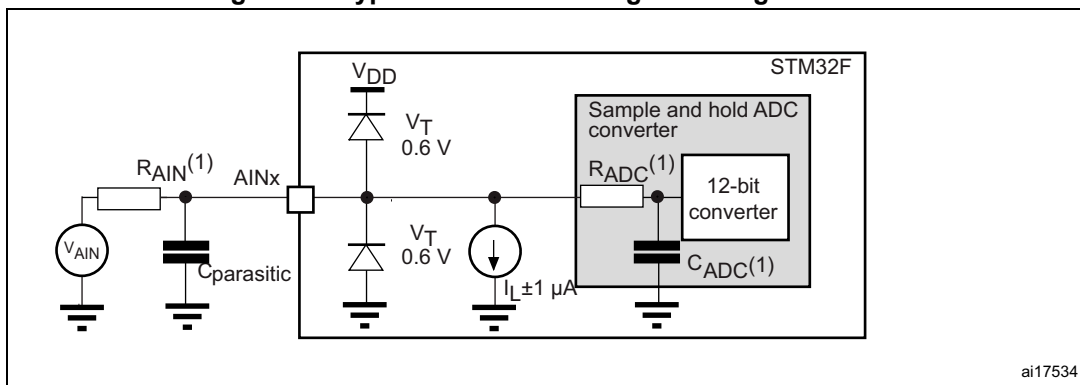 STM32F
VDD
VT
0.6 V
Sample and hold ADC
converter
RAIN(1)
AINx
RADC(1)
12-bit
converter
VAIN
Cparasitic
VT
0.6 V
IL±1 µA
CADC(1)
ai17534